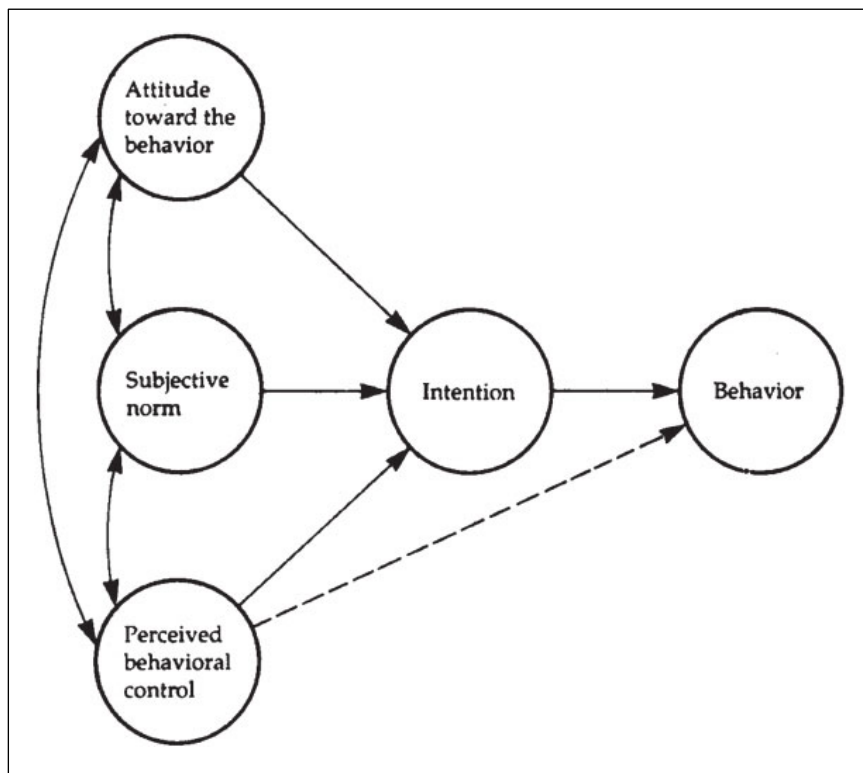 Attitude
toward the
behavior
Subjective
norm
Intention
Behavior
Perceived
behavioral
control